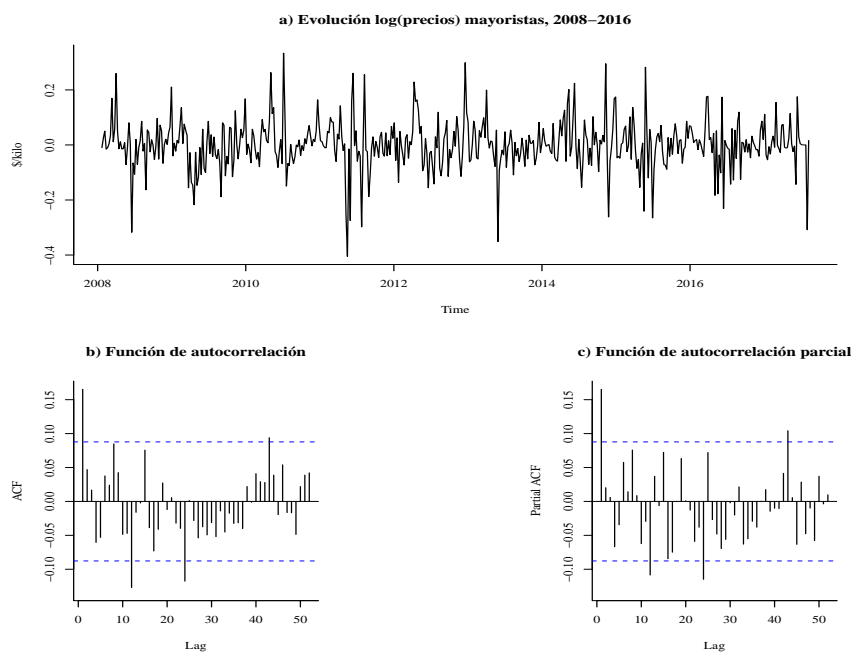 a) Evolución log(precios) mayoristas, 2008−2016
$/kilo
0.2
0.0
−0.2
−0.4
2008 2010 2012 2014 2016
Time
b) Función de autocorrelación
ACF
0.15
0.10
0.05
0.00
−0.05
−0.10
0 10 20 30 40 50
Lag
c) Función de autocorrelación parcial
Partial ACF
0.15
0.10
0.05
0.00
−0.05
−0.10
0 10 20 30 40 50
Lag